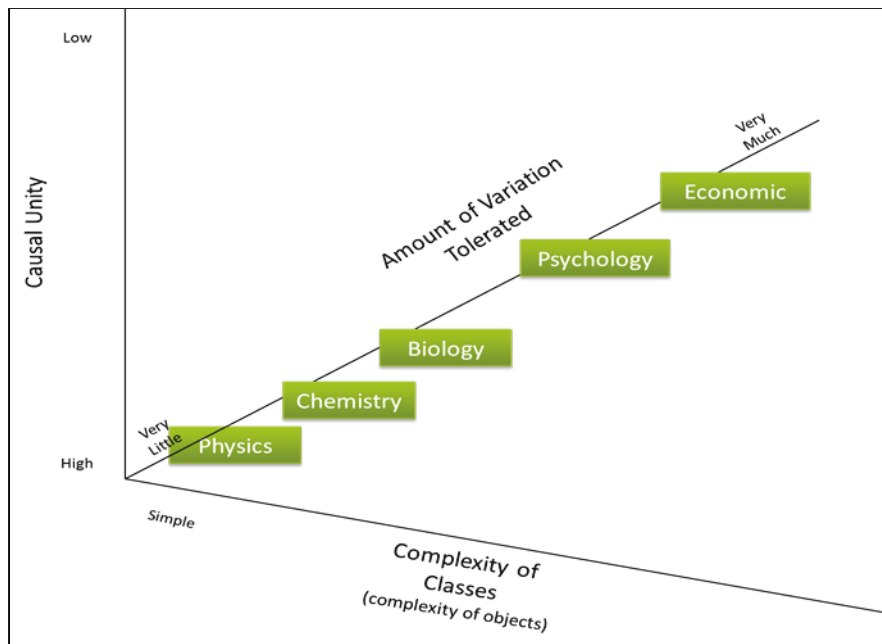 Low
Very
Much
Economic
Amount of Variation
Tolerated
Psychology
Causal Unity
Biology
Chemistry
Very
Little
Physics
High
Simple
Complexity of
Classes
(complexity of objects)